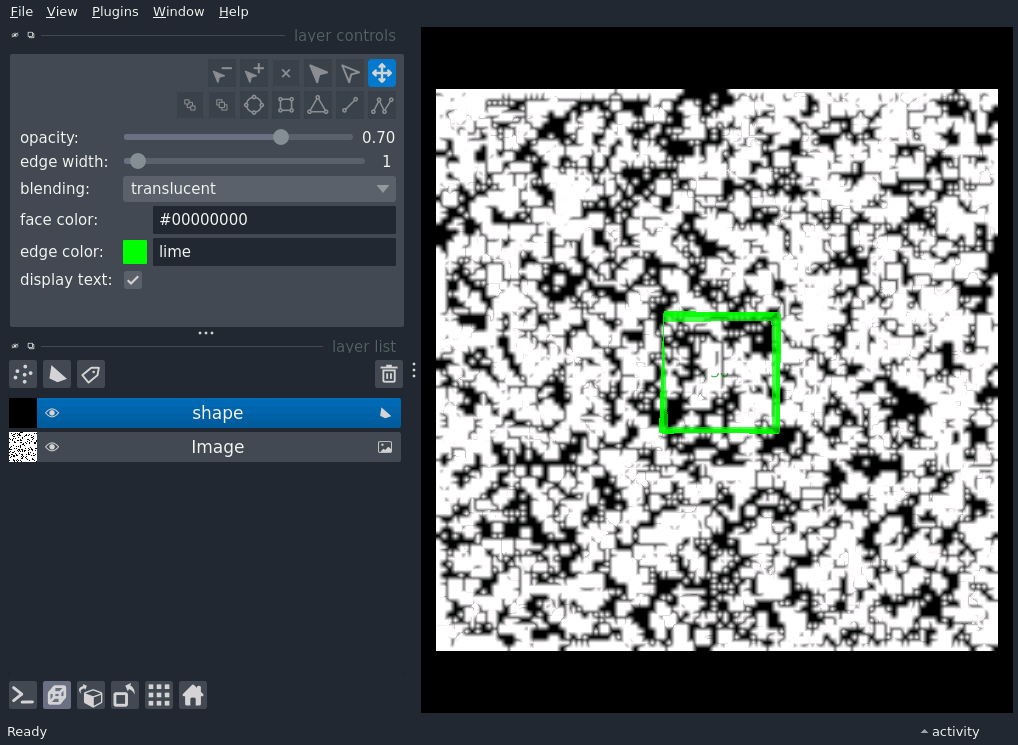 File View Plugins Window Help
layer controls
opacity: 0.70
edge width: 1
blending: translucent
face color: #00000000
edge color: lime
display text:
layer list
shape
Image
Ready
activity